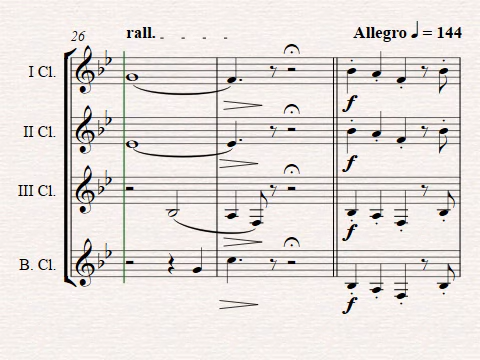 26 rall. Allegro ♩ = 144
I Cl.
f
II Cl.
f
III Cl.
f
B. Cl.
f